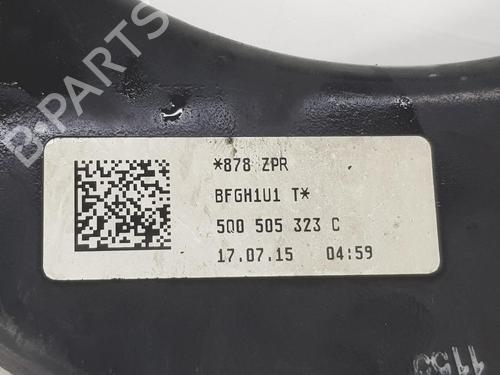 B-PARTS
*878 ZPR
BFGH1U1 T*
5Q0 505 323 C
17.07.15 04:59